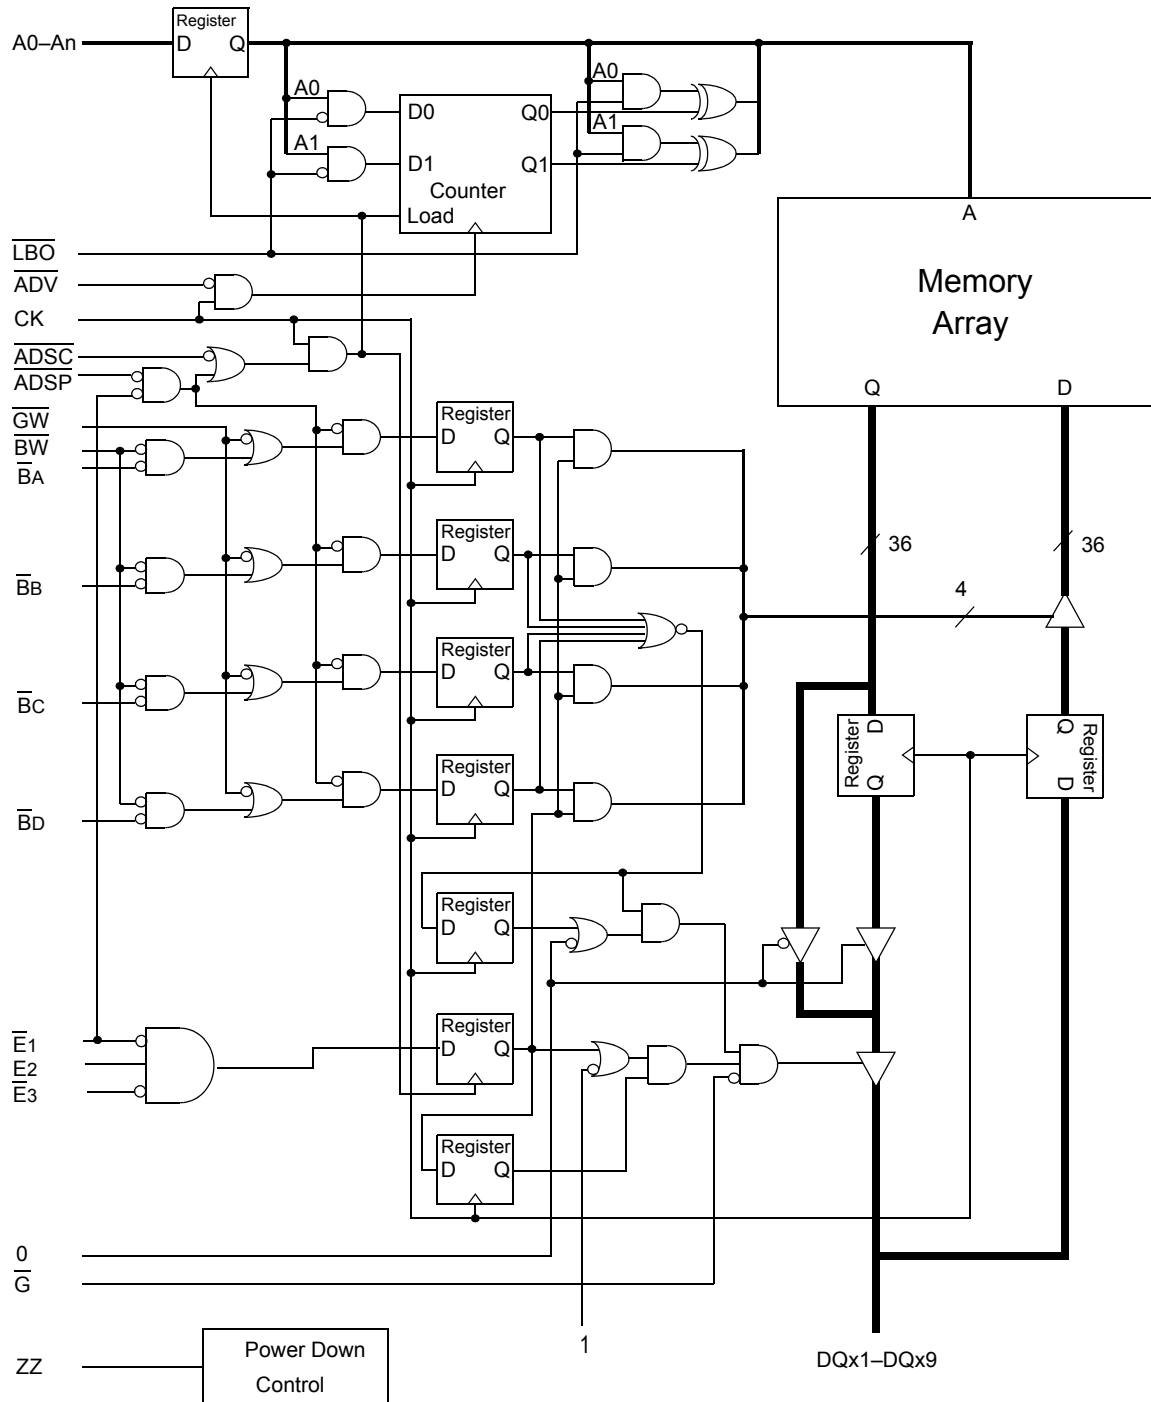 Register
A0–An
D Q
A0
A0
D0 Q0
A1
A1
D1 Q1
Counter
Load
A
LBO
ADV
Memory
CK
Array
ADSC
ADSP
Q D
GW
Register
BW
D Q
BA
Register
36 36
D Q
BB
4
Register
D Q
BC
D Q
Register Register
Q D
Register
D Q
BD
Register
D Q
Register
E1
D Q
E2
E3
Register
D Q
0
G
1
Power Down
DQx1–DQx9
ZZ
Control